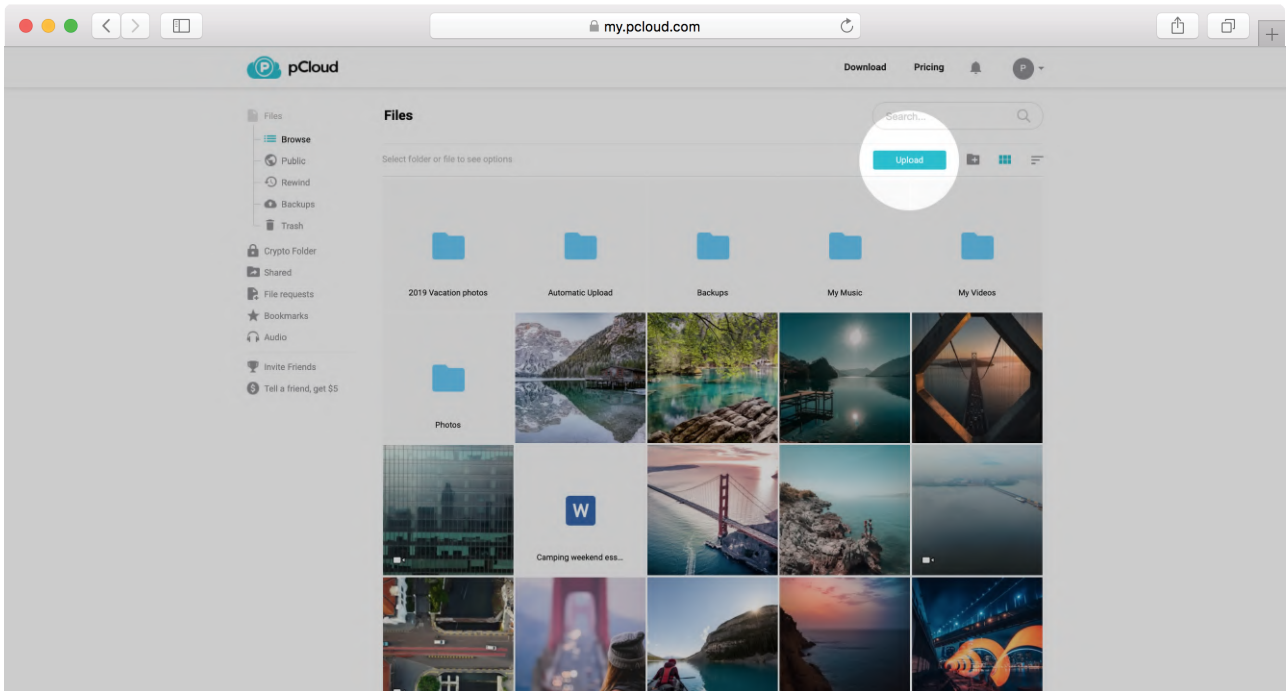 my.pcloud.com
P pCloud
Download Pricing P
Files
Browse
Public
Rewind
Backups
Trash
Crypto Folder
Shared
File requests
Bookmarks
Audio
Invite Friends
Tell a friend, get $5
Files
Search...
Select folder or file to see options
Upload
2019 Vacation photos
Automatic Upload
Backups
My Music
My Videos
Photos
W
Camping weekend ess...